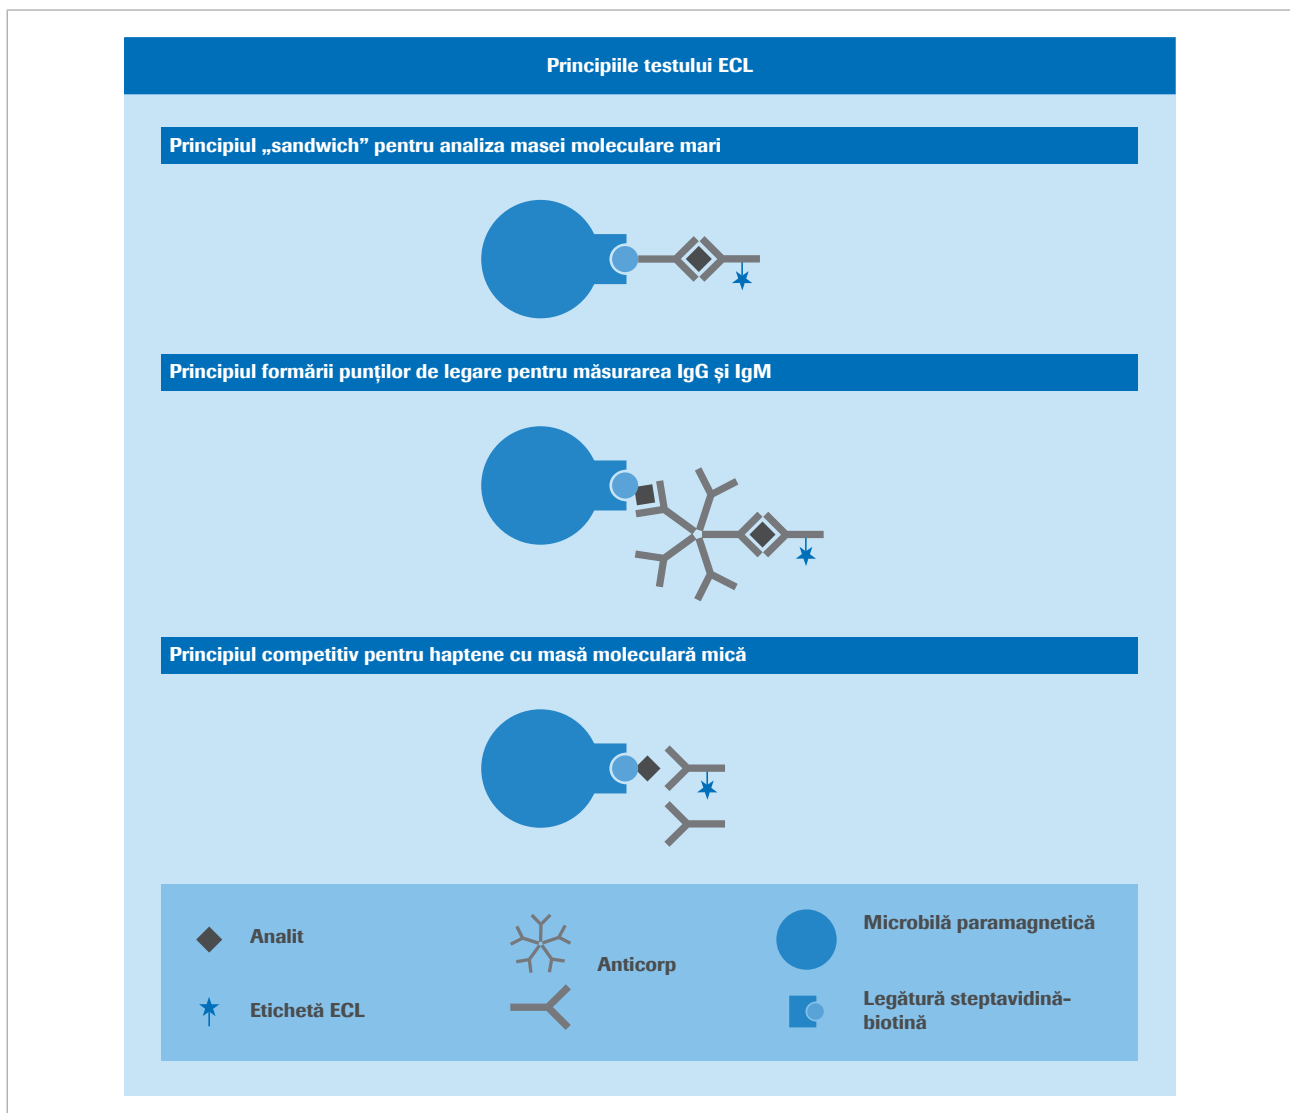 Principiile testului ECL
Principiul „sandwich” pentru analiza masei moleculare mari
Principiul formării punților de legare pentru măsurarea IgG și IgM
Principiul competitiv pentru haptene cu masă moleculară mică
Analit
Etichetă ECL
Anticorp
Microbilă paramagnetică
Legătură steptavidină-
biotină